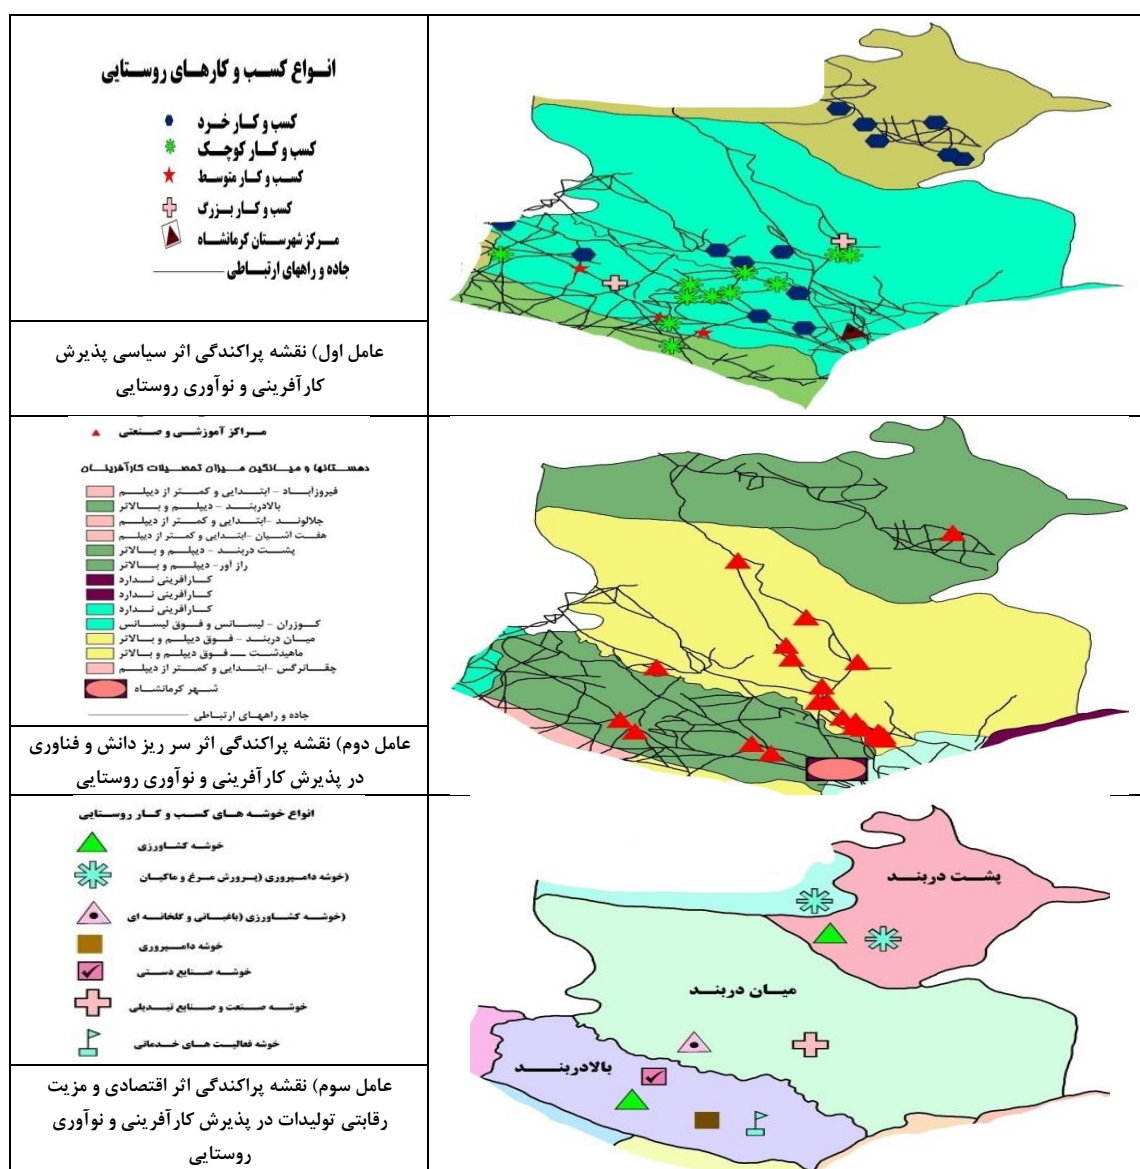 انواع کسب و کارهای روستایی
کسب و کار خرد
کسب و کار کوچک
کسب و کار متوسط
کسب و کار بزرگ
مرکز شهرستان کرمانشاه
جاده و راههای ارتباطی
عامل اول) نقشه پراکندگی اثر سیاسی پذیرش
کارآفرینی و نوآوری روستایی
مراکز آموزشی و صنعتی
دهستانها و میانگین میزان تحصیلات کارآفرینان
فیروزآباد - ابتدایی و کمتر از دیپلم
بالادربند - دیپلم و بالاتر
جلالوند - ابتدایی و کمتر از دیپلم
هفت اشیان - ابتدایی و کمتر از دیپلم
پشت دربند - دیپلم و بالاتر
راز آور - دیپلم و بالاتر
کارآفرینی ندارد
کارآفرینی ندارد
کارآفرینی ندارد
کوزران - لیسانس و فوق لیسانس
میان دربند - فوق دیپلم و بالاتر
ماهیدشت - فوق دیپلم و بالاتر
چقانرگس - ابتدایی و کمتر از دیپلم
شهر کرمانشاه
جاده و راههای ارتباطی
عامل دوم) نقشه پراکندگی اثر سر ریز دانش و فناوری
در پذیرش کارآفرینی و نوآوری روستایی
انواع خوشه های کسب و کار روستایی
خوشه کشاورزی
(خوشه دامپروری (پرورش مرغ و ماکیان
(خوشه کشاورزی (باغبانی و گلخانه ای
خوشه دامپروری
خوشه صنایع دستی
خوشه صنعت و صنایع تبدیلی
خوشه فعالیت های خدماتی
پشت دربند
میان دربند
بالادربند
عامل سوم) نقشه پراکندگی اثر اقتصادی و مزیت
رقابتی تولیدات در پذیرش کارآفرینی و نوآوری
روستایی